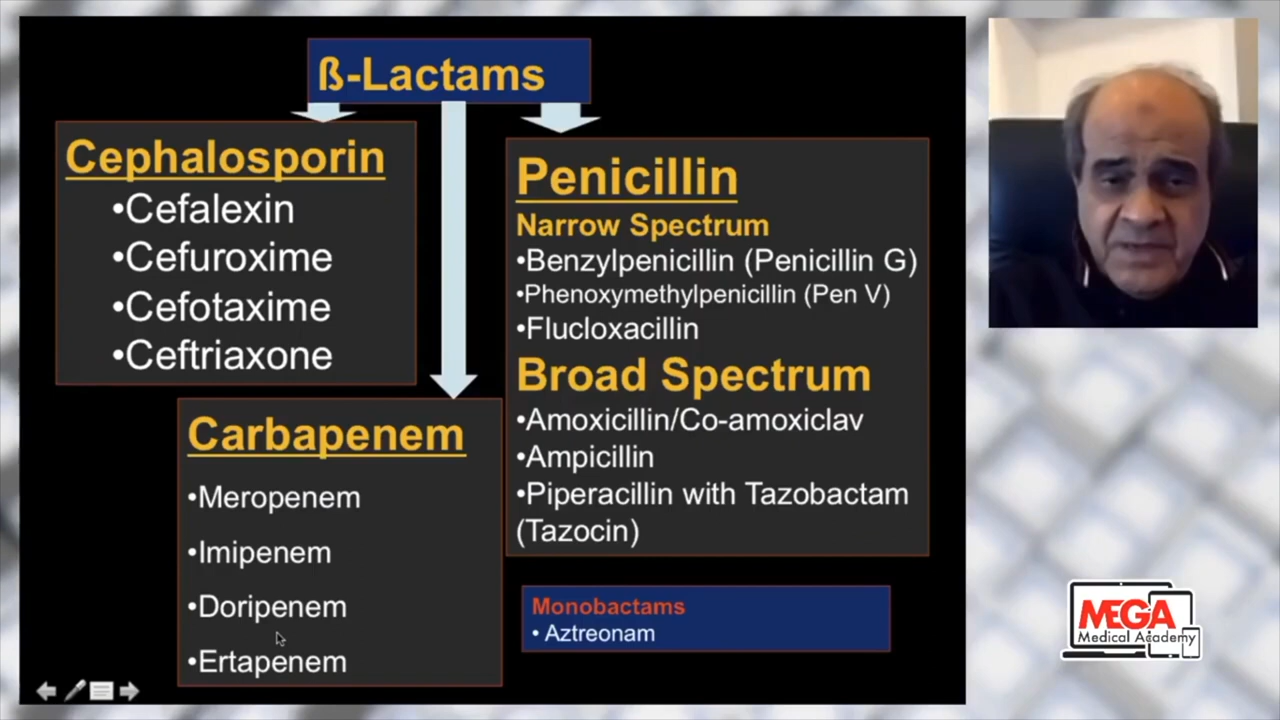 ß-Lactams
Cephalosporin
•Cefalexin
•Cefuroxime
•Cefotaxime
•Ceftriaxone
Carbapenem
•Meropenem
•Imipenem
•Doripenem
•Ertapenem
Penicillin
Narrow Spectrum
•Benzylpenicillin (Penicillin G)
•Phenoxymethylpenicillin (Pen V)
•Flucloxacillin
Broad Spectrum
•Amoxicillin/Co-amoxiclav
•Ampicillin
•Piperacillin with Tazobactam
(Tazocin)
Monobactams
• Aztreonam
MEGA
Medical Academy